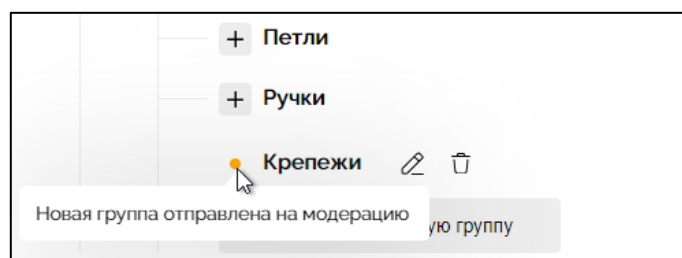 Петли
Ручки
Крепежи
Новая группа отправлена на модерацию
ую группу